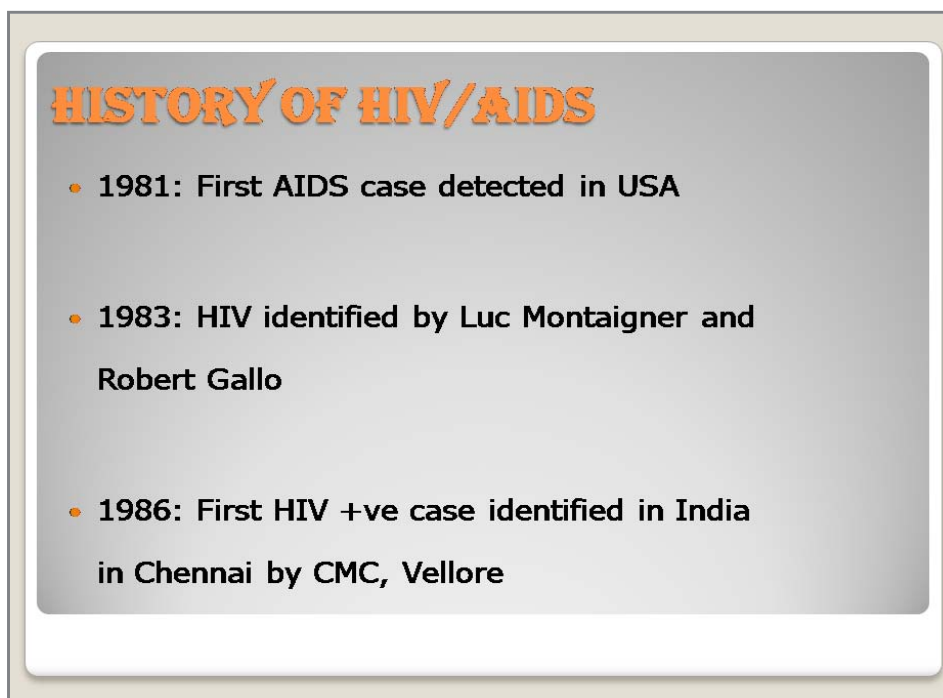 HISTORY OF HIV/AIDS
• 1981: First AIDS case detected in USA
• 1983: HIV identified by Luc Montaigner and
Robert Gallo
• 1986: First HIV +ve case identified in India
in Chennai by CMC, Vellore